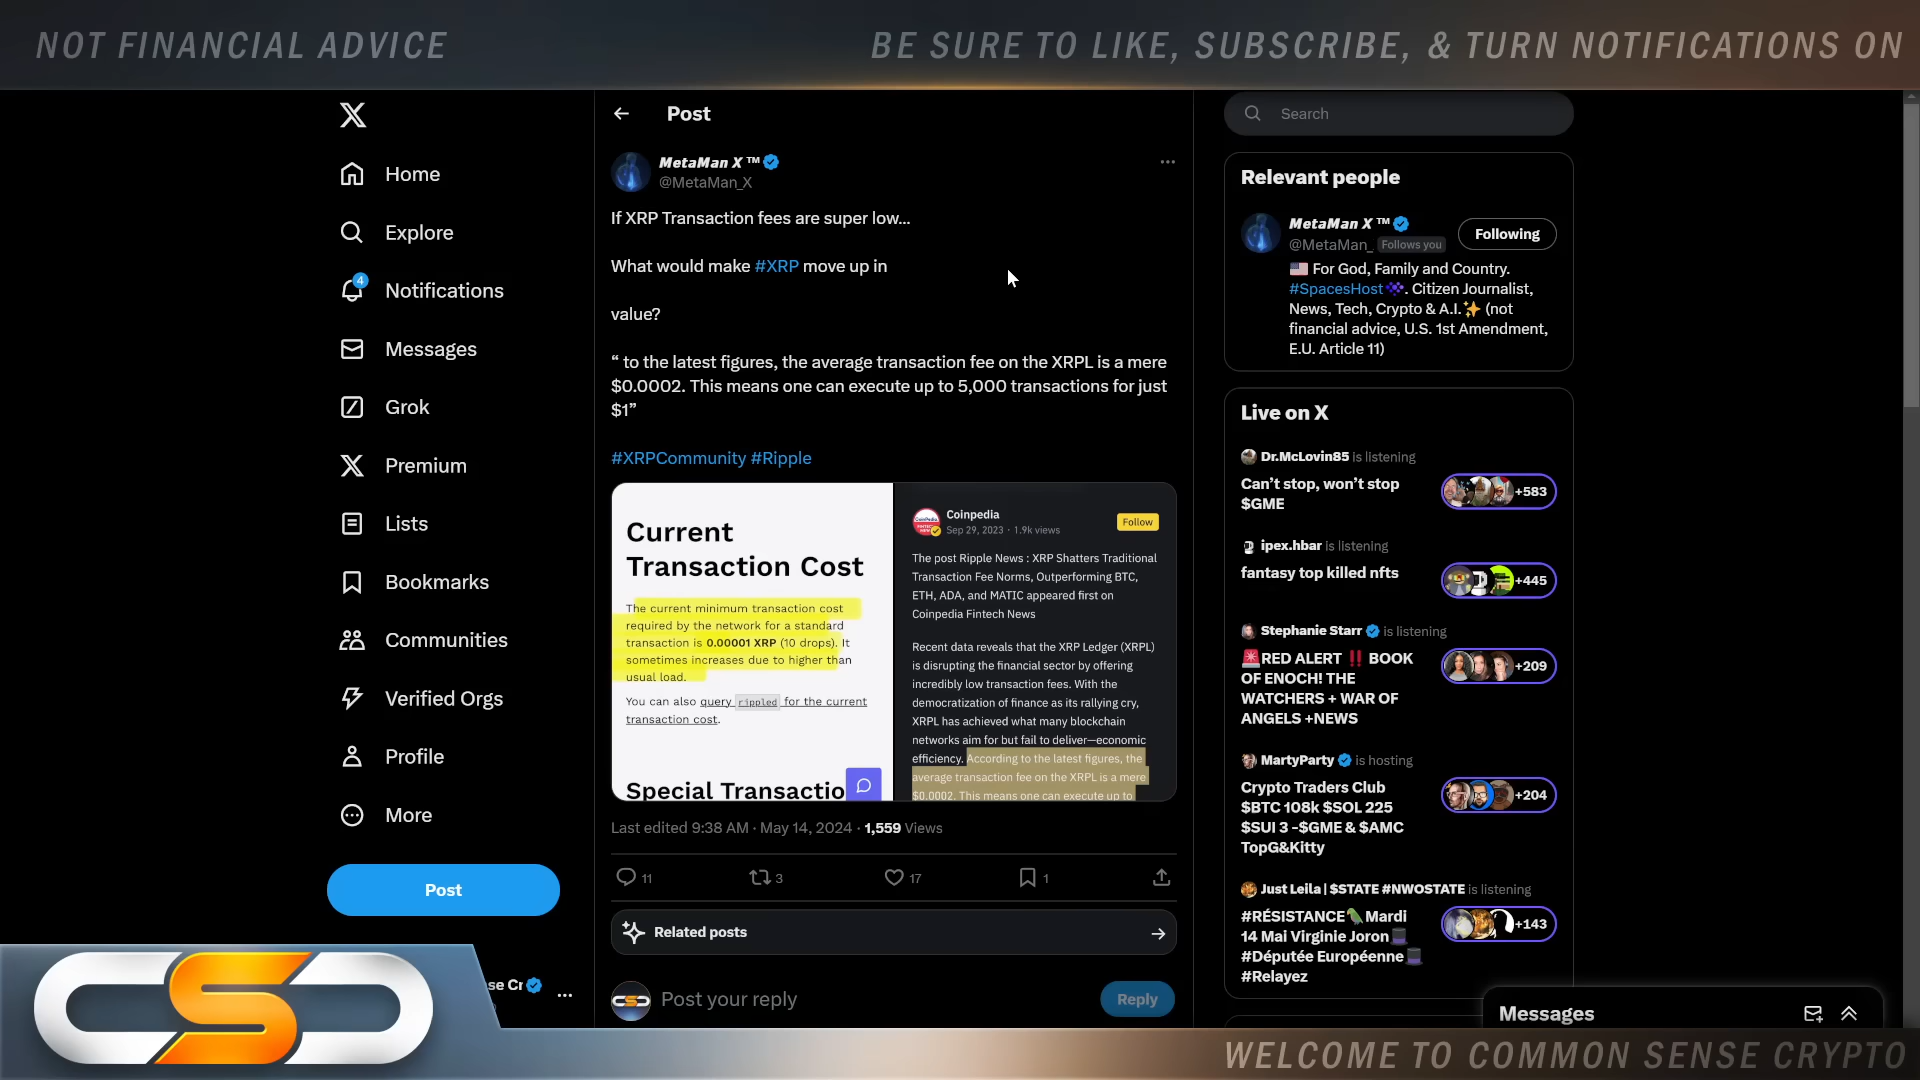 NOT FINANCIAL ADVICE
BE SURE TO LIKE, SUBSCRIBE, & TURN NOTIFICATIONS ON
Home
Explore
4
Notifications
Messages
Grok
Premium
Lists
Bookmarks
Communities
Verified Orgs
Profile
More
Post
se Cr
Post
MetaMan X ™
@MetaMan_X
If XRP Transaction fees are super low...
What would make #XRP move up in
value?
“ to the latest figures, the average transaction fee on the XRPL is a mere
$0.0002. This means one can execute up to 5,000 transactions for just
$1”
#XRPCommunity #Ripple
Current
Transaction Cost
The current minimum transaction cost
required by the network for a standard
transaction is 0.00001 XRP (10 drops). It
sometimes increases due to higher than
usual load.
You can also query rippled for the current
transaction cost.
Special Transactio
Coinpedia
Sep 29, 2023 · 1.9k views
Follow
The post Ripple News : XRP Shatters Traditional
Transaction Fee Norms, Outperforming BTC,
ETH, ADA, and MATIC appeared first on
Coinpedia Fintech News
Recent data reveals that the XRP Ledger (XRPL)
is disrupting the financial sector by offering
incredibly low transaction fees. With the
democratization of finance as its rallying cry,
XRPL has achieved what many blockchain
networks aim for but fail to deliver—economic
efficiency. According to the latest figures, the
average transaction fee on the XRPL is a mere
$0.0002. This means one can execute up to
Last edited 9:38 AM · May 14, 2024 · 1,559 Views
11 3 17 1
Related posts
Post your reply
Reply
Search
Relevant people
MetaMan X ™
@MetaMan_ Follows you
Following
For God, Family and Country.
#SpacesHost. Citizen Journalist,
News, Tech, Crypto & A.I. (not
financial advice, U.S. 1st Amendment,
E.U. Article 11)
Live on X
Dr.McLovin85 is listening
Can’t stop, won’t stop
$GME
+583
ipex.hbar is listening
fantasy top killed nfts
+445
Stephanie Starr is listening
RED ALERT ‼ BOOK
OF ENOCH! THE
WATCHERS + WAR OF
ANGELS +NEWS
+209
MartyParty is hosting
Crypto Traders Club
$BTC 108k $SOL 225
$SUI 3 -$GME & $AMC
TopG&Kitty
+204
Just Leila | $STATE #NWOSTATE is listening
#RÉSISTANCE Mardi
14 Mai Virginie Joron
#Députée Européenne
#Relayez
+143
Messages
CSC
WELCOME TO COMMON SENSE CRYPTO